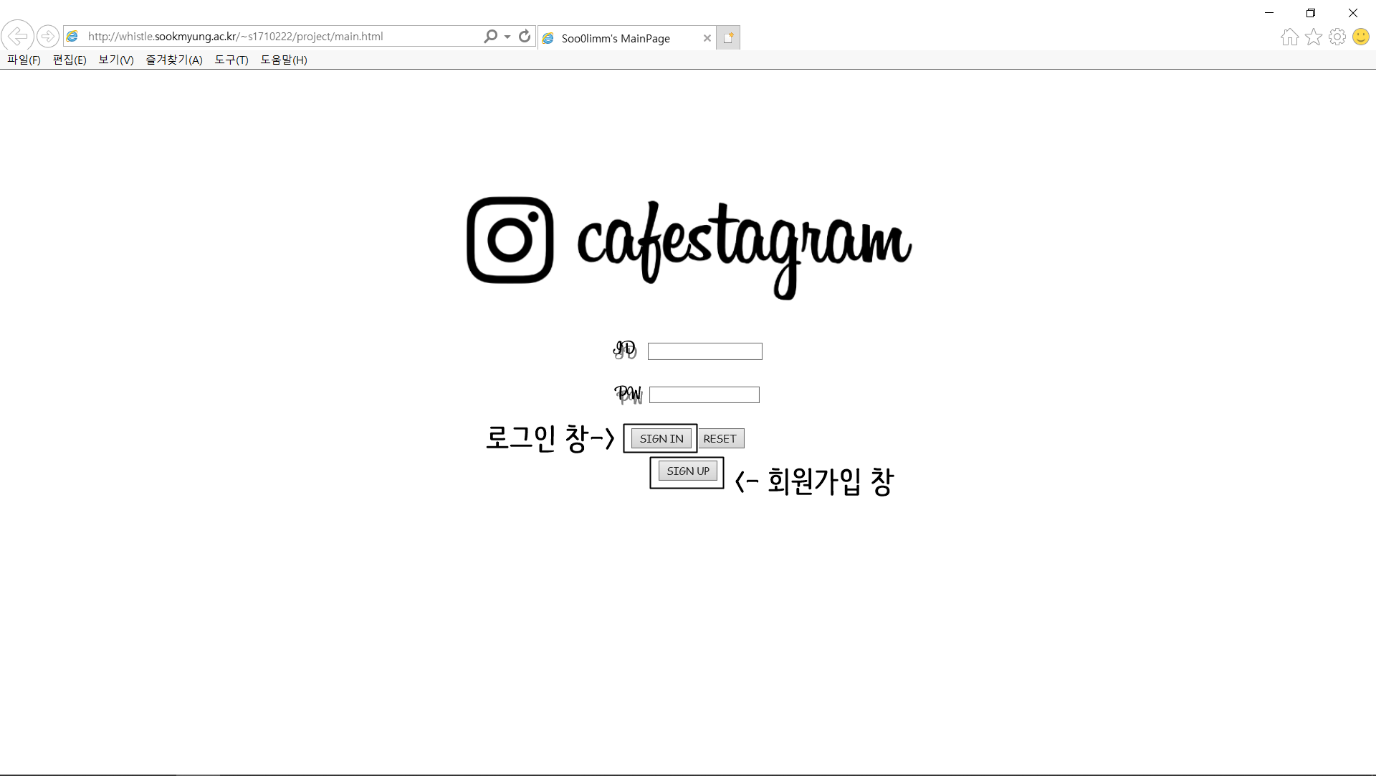 http://whistle.sookmyung.ac.kr/~s1710222/project/main.html
Soo0limm's MainPage
파일(F) 편집(E) 보기(V) 즐겨찾기(A) 도구(T) 도움말(H)
cafestagram
ID
PW
로그인 창-> SIGN IN RESET
SIGN UP <- 회원가입 창